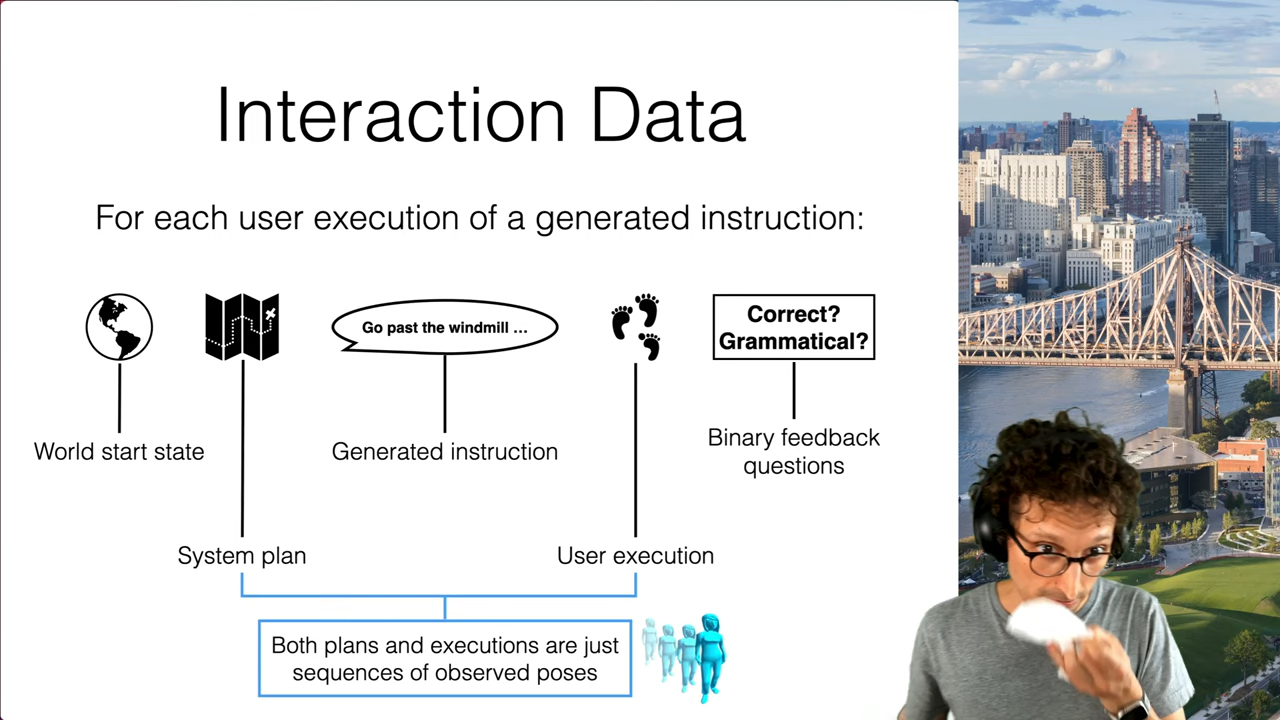 Interaction Data
For each user execution of a generated instruction:
Go past the windmill ...
Correct?
Grammatical?
World start state
Generated instruction
Binary feedback
questions
System plan
User execution
Both plans and executions are just
sequences of observed poses